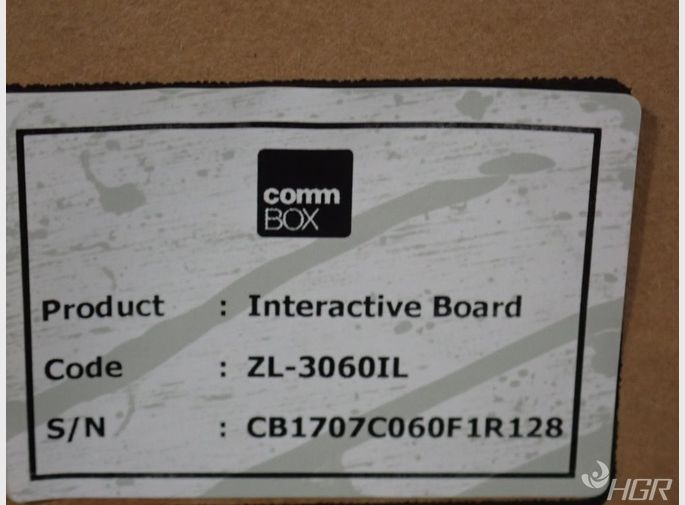 comm
BOX
Product : Interactive Board
Code : ZL-3060IL
S/N : CB1707C060F1R128
HGR